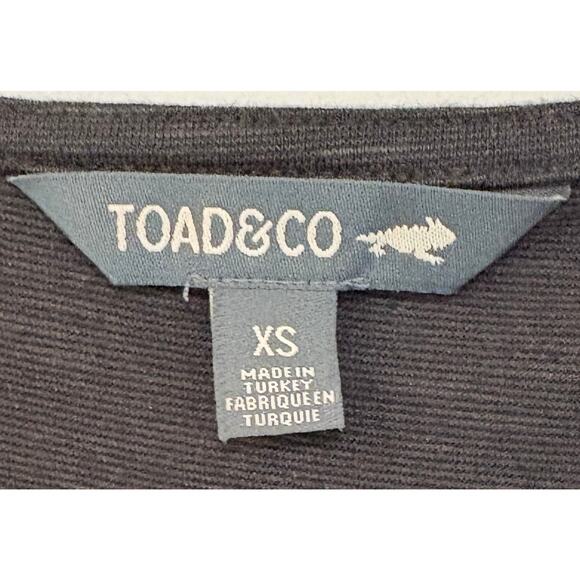 TOAD&CO
XS
MADE IN
TURKEY
FABRIQUE EN
TURQUIE